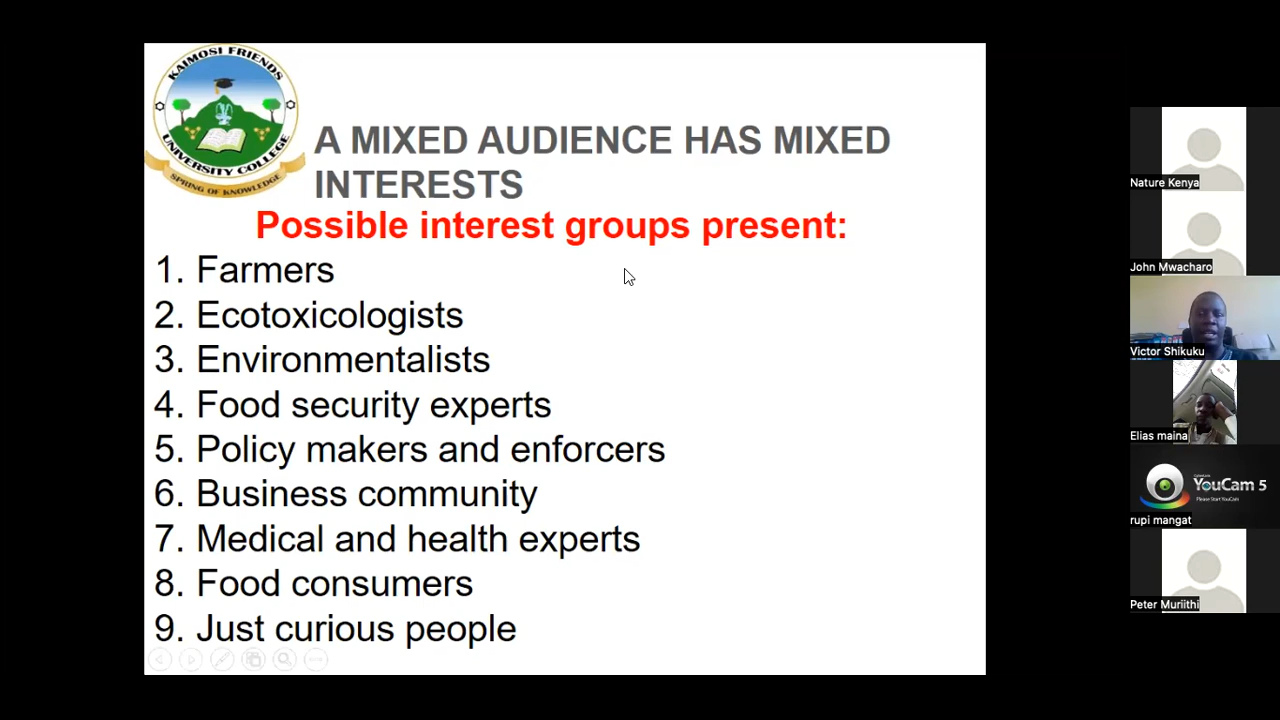 KAIMOSI FRIENDS
UNIVERSITY COLLEGE
SPRING OF KNOWLEDGE
A MIXED AUDIENCE HAS MIXED
INTERESTS
Possible interest groups present:
1. Farmers
2. Ecotoxicologists
3. Environmentalists
4. Food security experts
5. Policy makers and enforcers
6. Business community
7. Medical and health experts
8. Food consumers
9. Just curious people
Nature Kenya
John Mwacharo
Victor Shikuku
Elias maina
CyberLink
YouCam 5
Please Start YouCam
rupi mangat
Peter Muriithi